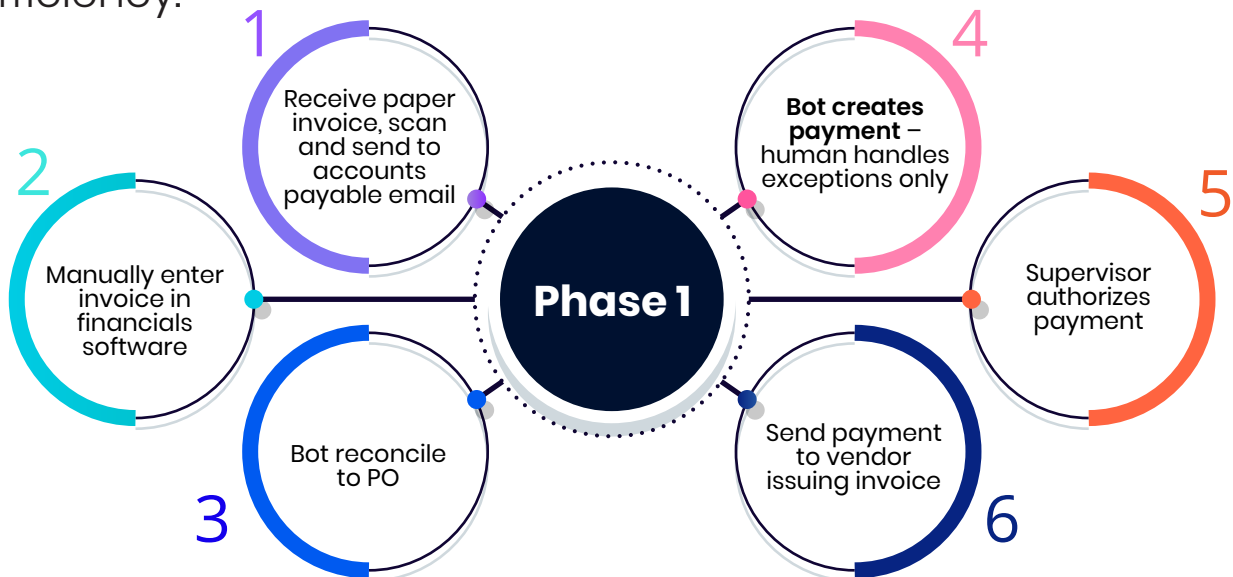 1
Receive paper
invoice, scan
and send to
accounts
payable email
2
Manually enter
invoice in
financials
software
3
Bot reconcile
to PO
Phase 1
4
Bot creates
payment –
human handles
exceptions only
5
Supervisor
authorizes
payment
6
Send payment
to vendor
issuing invoice